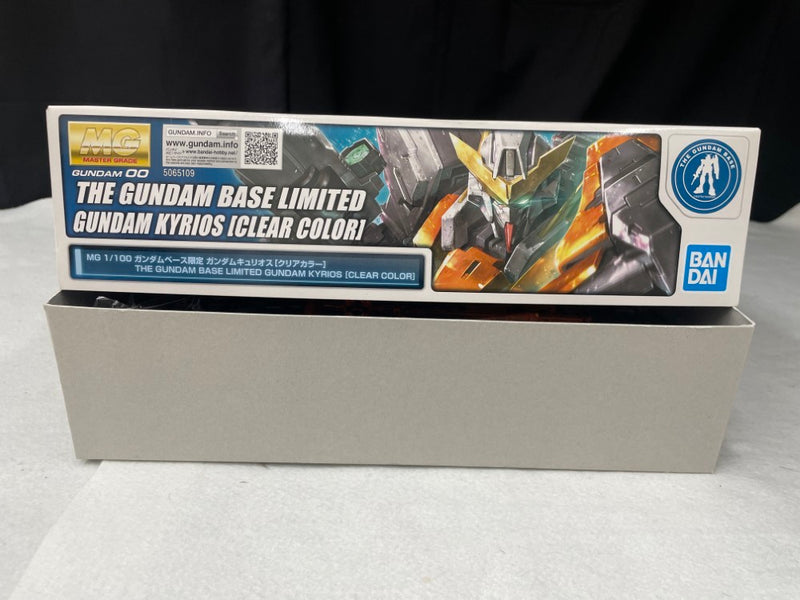 MG
MASTER GRADE
GUNDAM.INFO
Search
www.gundam.info
www.bandai-hobby.net/
GUNDAM 00
5065109
THE GUNDAM BASE LIMITED
GUNDAM KYRIOS [CLEAR COLOR]
MG 1/100 ガンダムベース限定 ガンダムキュリオス[クリアカラー]
THE GUNDAM BASE LIMITED GUNDAM KYRIOS [CLEAR COLOR]
THE GUNDAM BASE
BAN
DAI